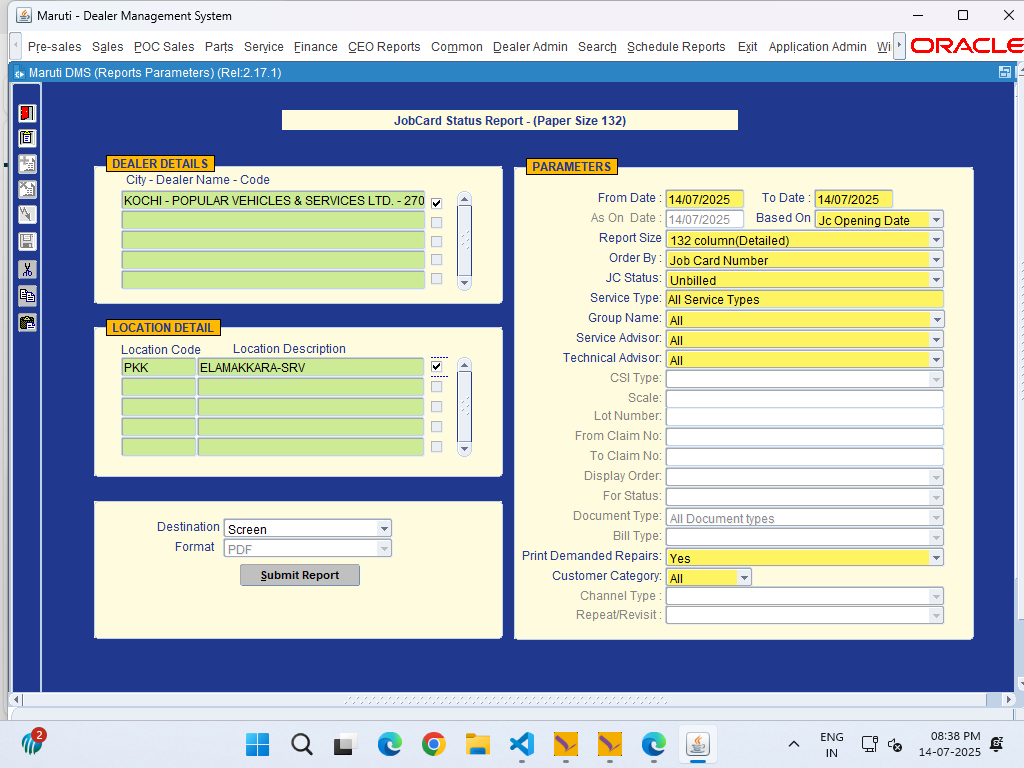 Maruti - Dealer Management System
Pre-sales Sales POC Sales Parts Service Finance CEO Reports Common Dealer Admin Search Schedule Reports Exit Application Admin Wi ORACLE
Maruti DMS (Reports Parameters) (Rel:2.17.1)
JobCard Status Report - (Paper Size 132)
DEALER DETAILS
City - Dealer Name - Code
KOCHI - POPULAR VEHICLES & SERVICES LTD. - 270
LOCATION DETAIL
Location Code Location Description
PKK ELAMAKKARA-SRV
Destination Screen
Format PDF
Submit Report
PARAMETERS
From Date : 14/07/2025 To Date : 14/07/2025
As On Date : 14/07/2025 Based On Jc Opening Date
Report Size 132 column(Detailed)
Order By : Job Card Number
JC Status: Unbilled
Service Type: All Service Types
Group Name: All
Service Advisor: All
Technical Advisor: All
CSI Type:
Scale:
Lot Number:
From Claim No:
To Claim No:
Display Order:
For Status:
Document Type: All Document types
Bill Type:
Print Demanded Repairs: Yes
Customer Category: All
Channel Type :
Repeat/Revisit :
2
ENG
IN
08:38 PM
14-07-2025